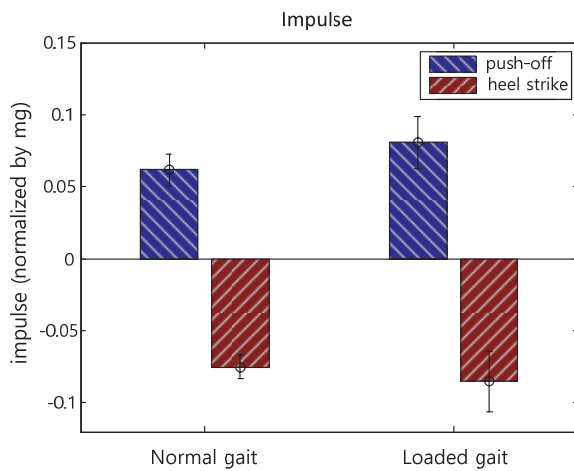 Impulse
0.15
0.1
0.05
0
-0.05
-0.1
impulse (normalized by mg)
push-off
heel strike
Normal gait
Loaded gait